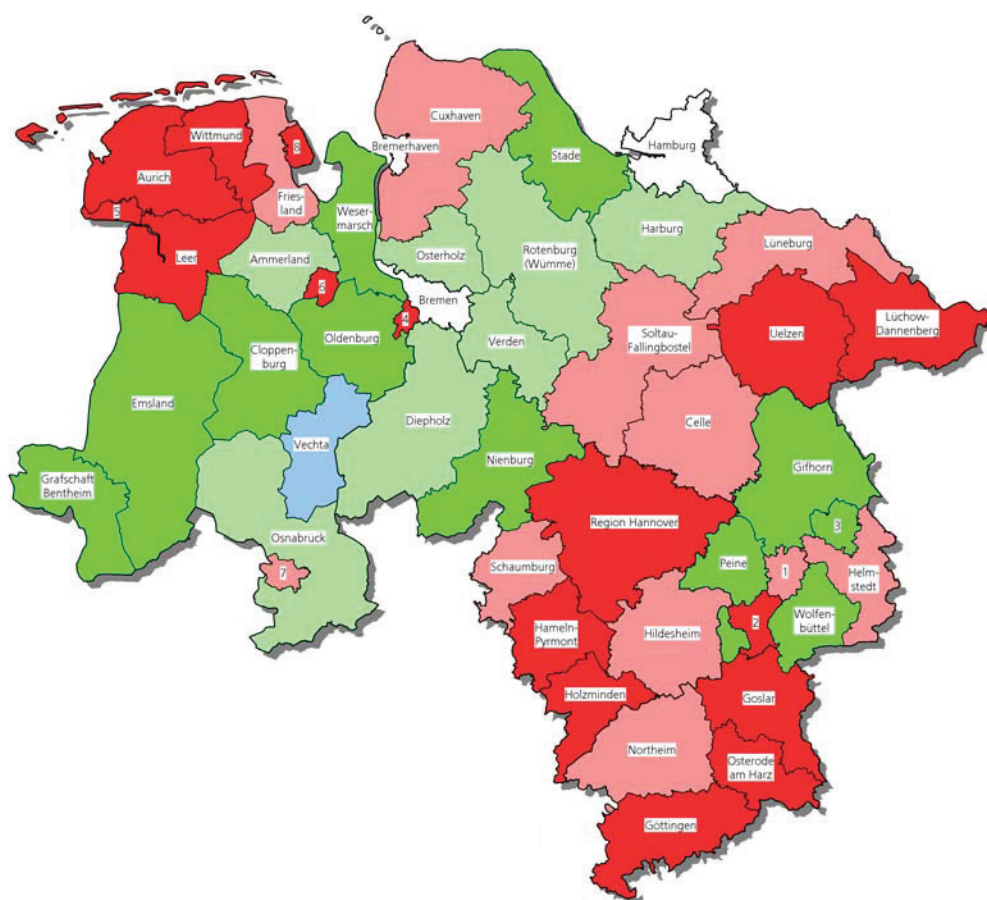 Cuxhaven
Wittmund
8
Bremerhaven
Hamburg
Stade
Aurich
Fries-
land
5
Weser-
marsch
Harburg
Lüneburg
Leer
Ammerland
Osterholz
Rotenburg
(Wümme)
6
Bremen
4
Lüchow-
Dannenberg
Oldenburg
Soltau-
Fallingbostel
Uelzen
Verden
Cloppen-
burg
Emsland
Diepholz
Celle
Vechta
Nienburg
Gifhorn
Grafschaft
Bentheim
Region Hannover
3
Osnabrück
Peine
Schaumburg
7
1
Helm-
stedt
Wolfen-
büttel
2
Hameln-
Pyrmont
Hildesheim
Holzminden
Goslar
Northeim
Osterode
am Harz
Göttingen